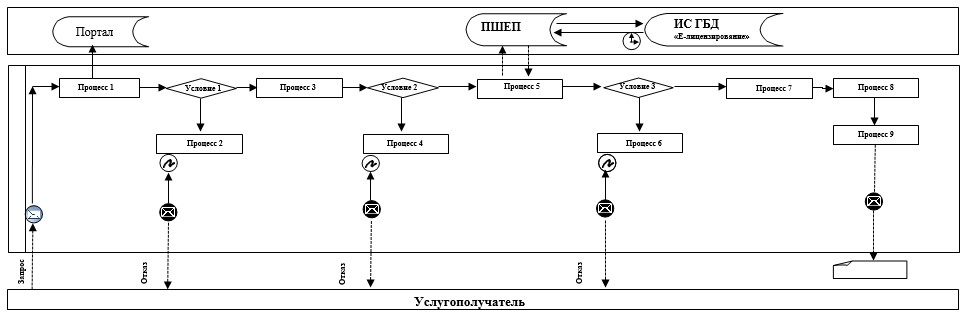 Портал
ПШЕП
ИС ГБД
«Е-лицензирование»
Процесс 1
Условие 1
Процесс 3
Условие 2
Процесс 5
Условие 3
Процесс 7
Процесс 8
Процесс 2
Процесс 4
Процесс 6
Процесс 9
Запрос
Отказ
Отказ
Отказ
Услугополучатель